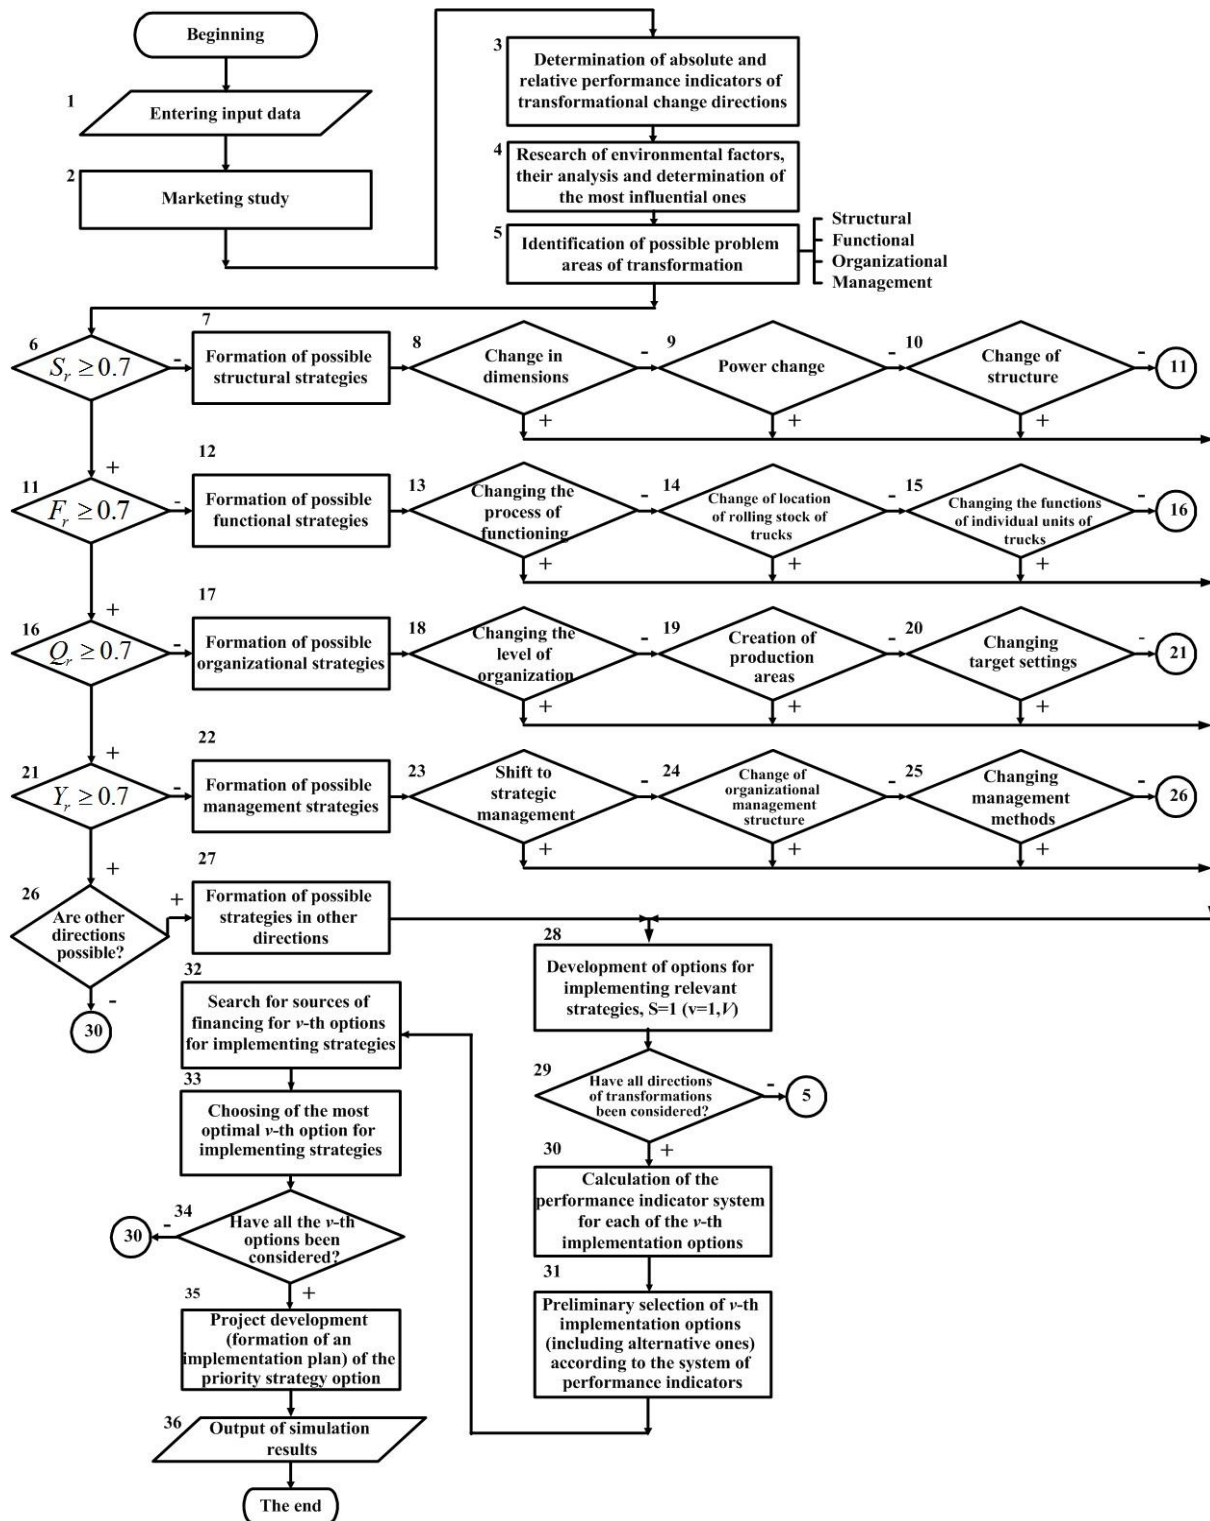 Beginning
1
Entering input data
2
Marketing study
3
Determination of absolute and
relative performance indicators of
transformational change directions
4
Research of environmental factors,
their analysis and determination of
the most influential ones
5
Identification of possible problem
areas of transformation
Structural
Functional
Organizational
Management
6
S_r ≥ 0.7
-
+
7
Formation of possible
structural strategies
8
Change in
dimensions
-
+
9
Power change
-
+
10
Change of
structure
-
+
11
11
F_r ≥ 0.7
-
+
12
Formation of possible
functional strategies
13
Changing the
process of
functioning
-
+
14
Change of location
of rolling stock of
trucks
-
+
15
Changing the functions
of individual units of
trucks
-
+
16
16
Q_r ≥ 0.7
-
+
17
Formation of possible
organizational strategies
18
Changing the
level of
organization
-
+
19
Creation of
production
areas
-
+
20
Changing
target settings
-
+
21
21
Y_r ≥ 0.7
-
+
22
Formation of possible
management strategies
23
Shift to
strategic
management
-
+
24
Change of
organizational
management
structure
-
+
25
Changing
management
methods
-
+
26
26
Are other
directions
possible?
+
-
30
27
Formation of possible
strategies in other
directions
28
Development of options for
implementing relevant
strategies, S=1 (v=1,V)
29
Have all directions
of transformations
been considered?
-
5
+
30
Calculation of the
performance indicator system
for each of the v-th
implementation options
31
Preliminary selection of v-th
implementation options
(including alternative ones)
according to the system of
performance indicators
32
Search for sources of
financing for v-th options
for implementing strategies
33
Choosing of the most
optimal v-th option for
implementing strategies
34
Have all the v-th
options been
considered?
-
30
+
35
Project development
(formation of an
implementation plan) of the
priority strategy option
36
Output of simulation
results
The end